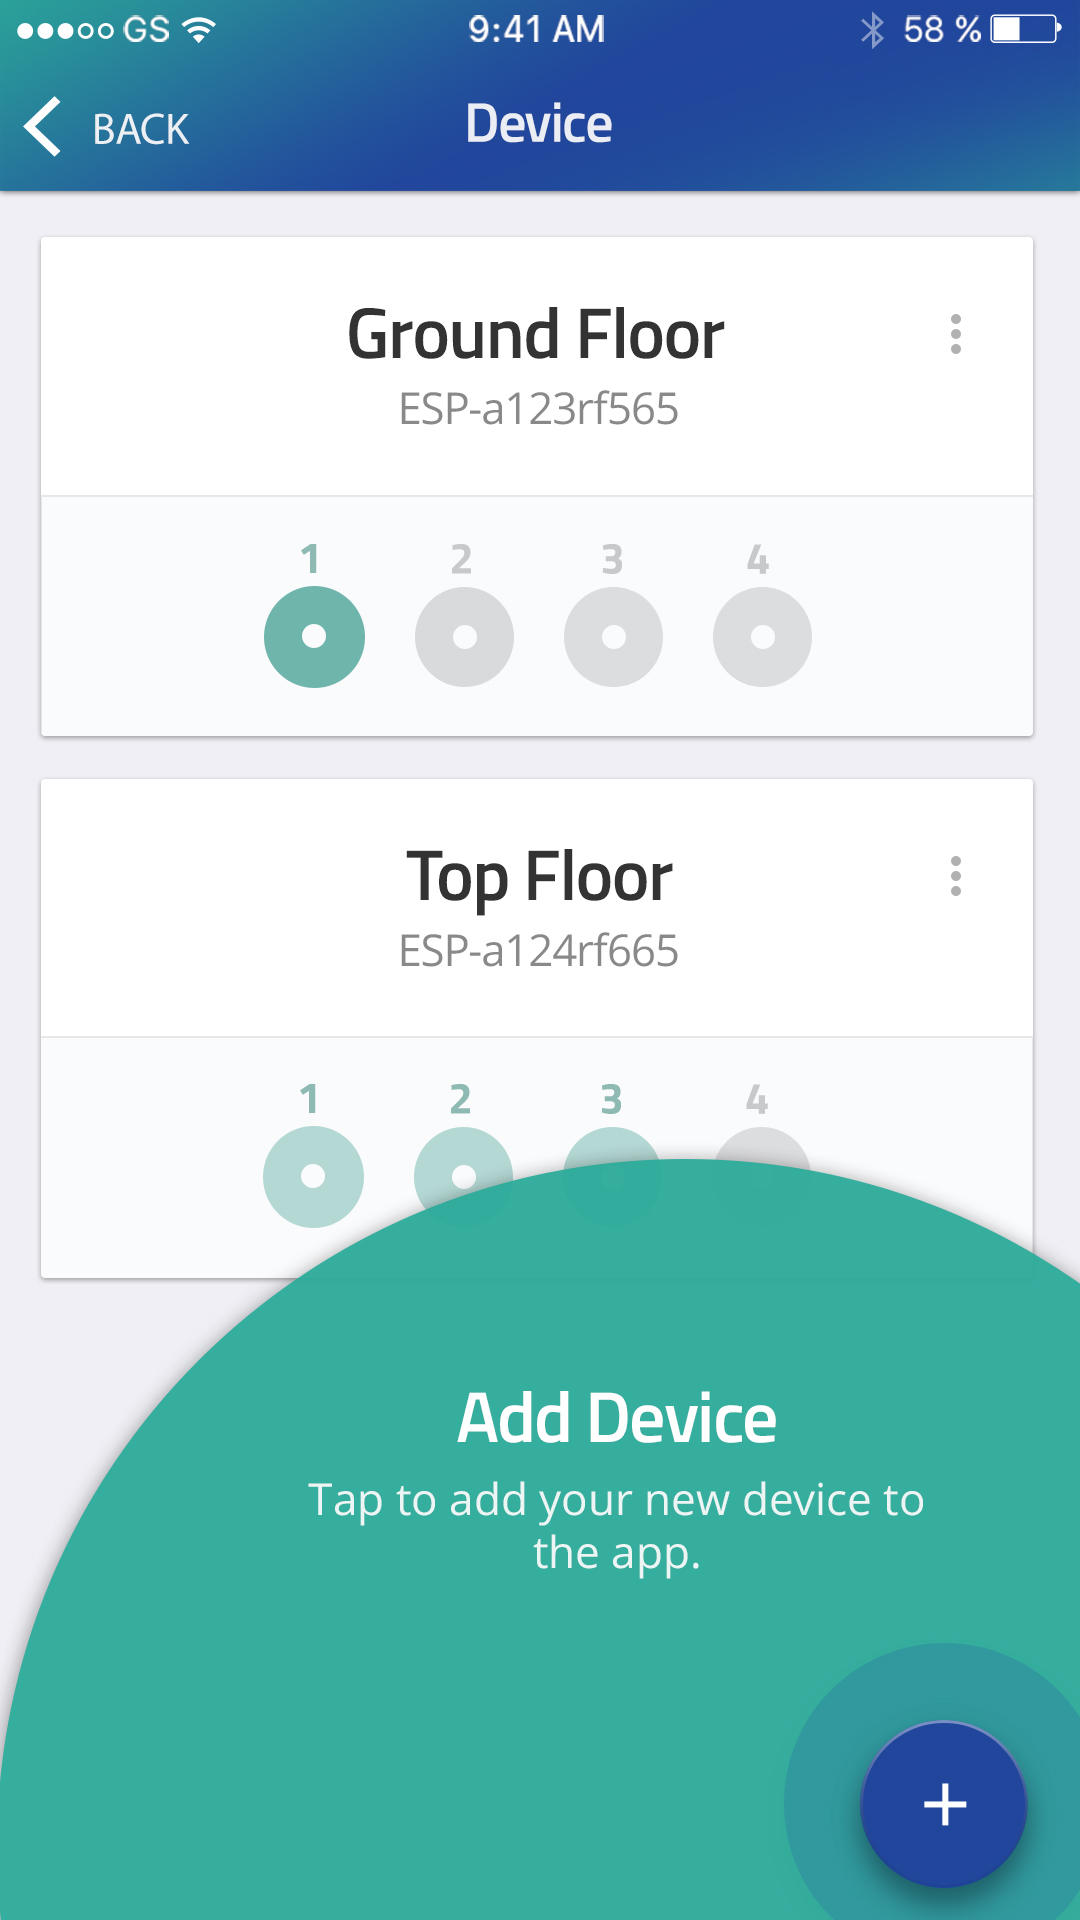 GS 9:41 AM 58 %
BACK Device
Ground Floor
ESP-a123rf565
1 2 3 4
Top Floor
ESP-a124rf665
1 2 3 4
Add Device
Tap to add your new device to
the app.